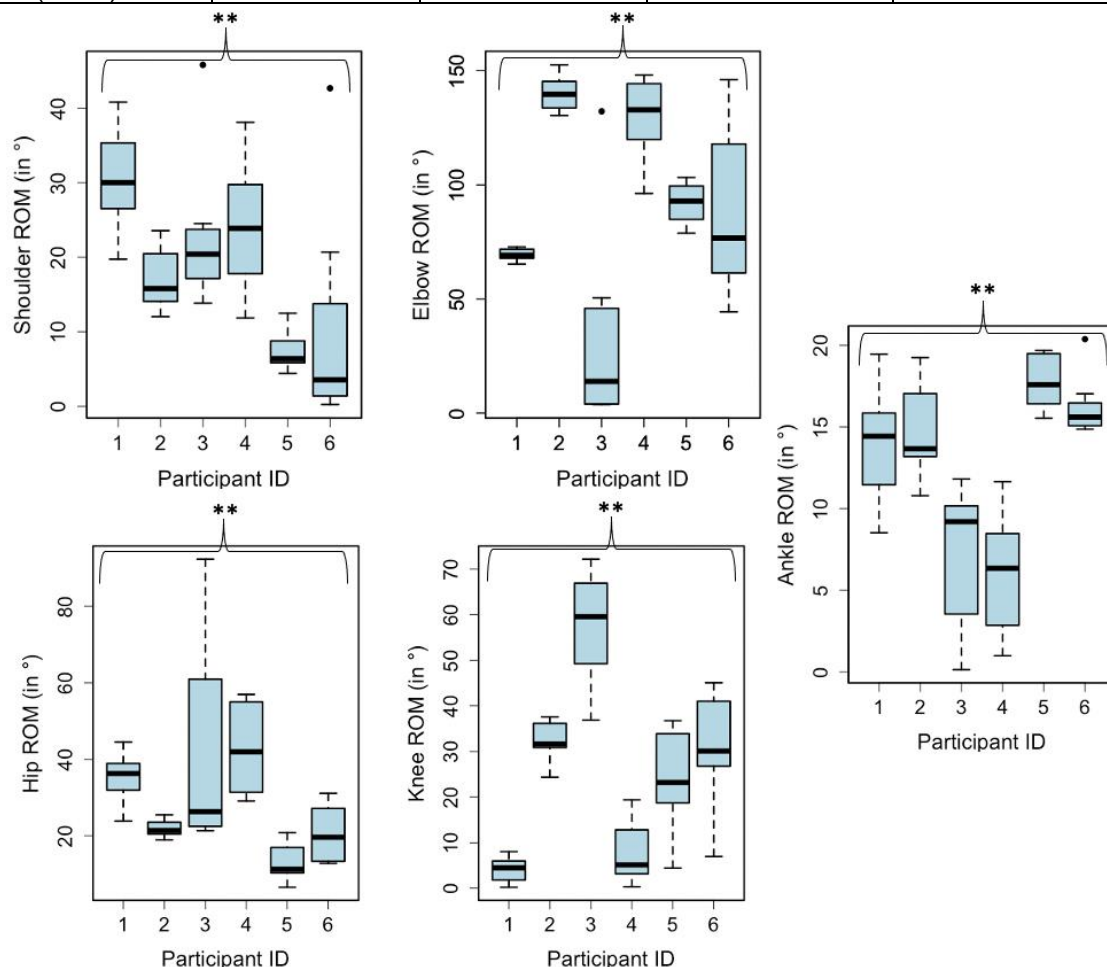 **
Shoulder ROM (in °)
40
30
20
10
0
1 2 3 4 5 6
Participant ID
**
Elbow ROM (in °)
150
100
50
0
1 2 3 4 5 6
Participant ID
**
Ankle ROM (in °)
20
15
10
5
0
1 2 3 4 5 6
Participant ID
**
Hip ROM (in °)
80
60
40
20
1 2 3 4 5 6
Participant ID
**
Knee ROM (in °)
70
60
50
40
30
20
10
0
1 2 3 4 5 6
Participant ID